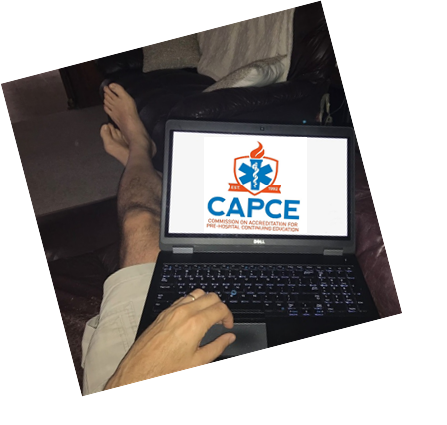 EST. 1992
CAPCE
COMMISSION ON ACCREDITATION FOR
PRE-HOSPITAL CONTINUING EDUCATION
DELL